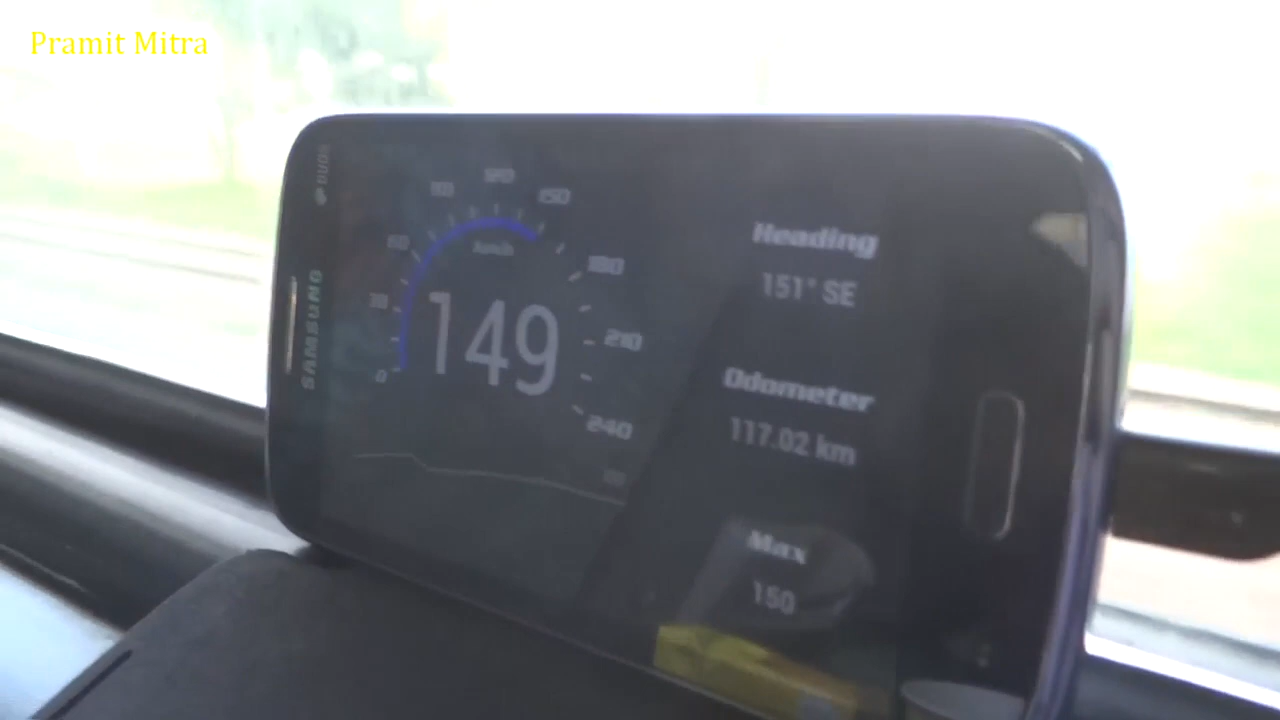 Pramit Mitra
DUOS
SAMSUNG
0
30
60
90
120
150
180
210
240
km/h
149
Heading
151° SE
Odometer
117.02 km
Max
150